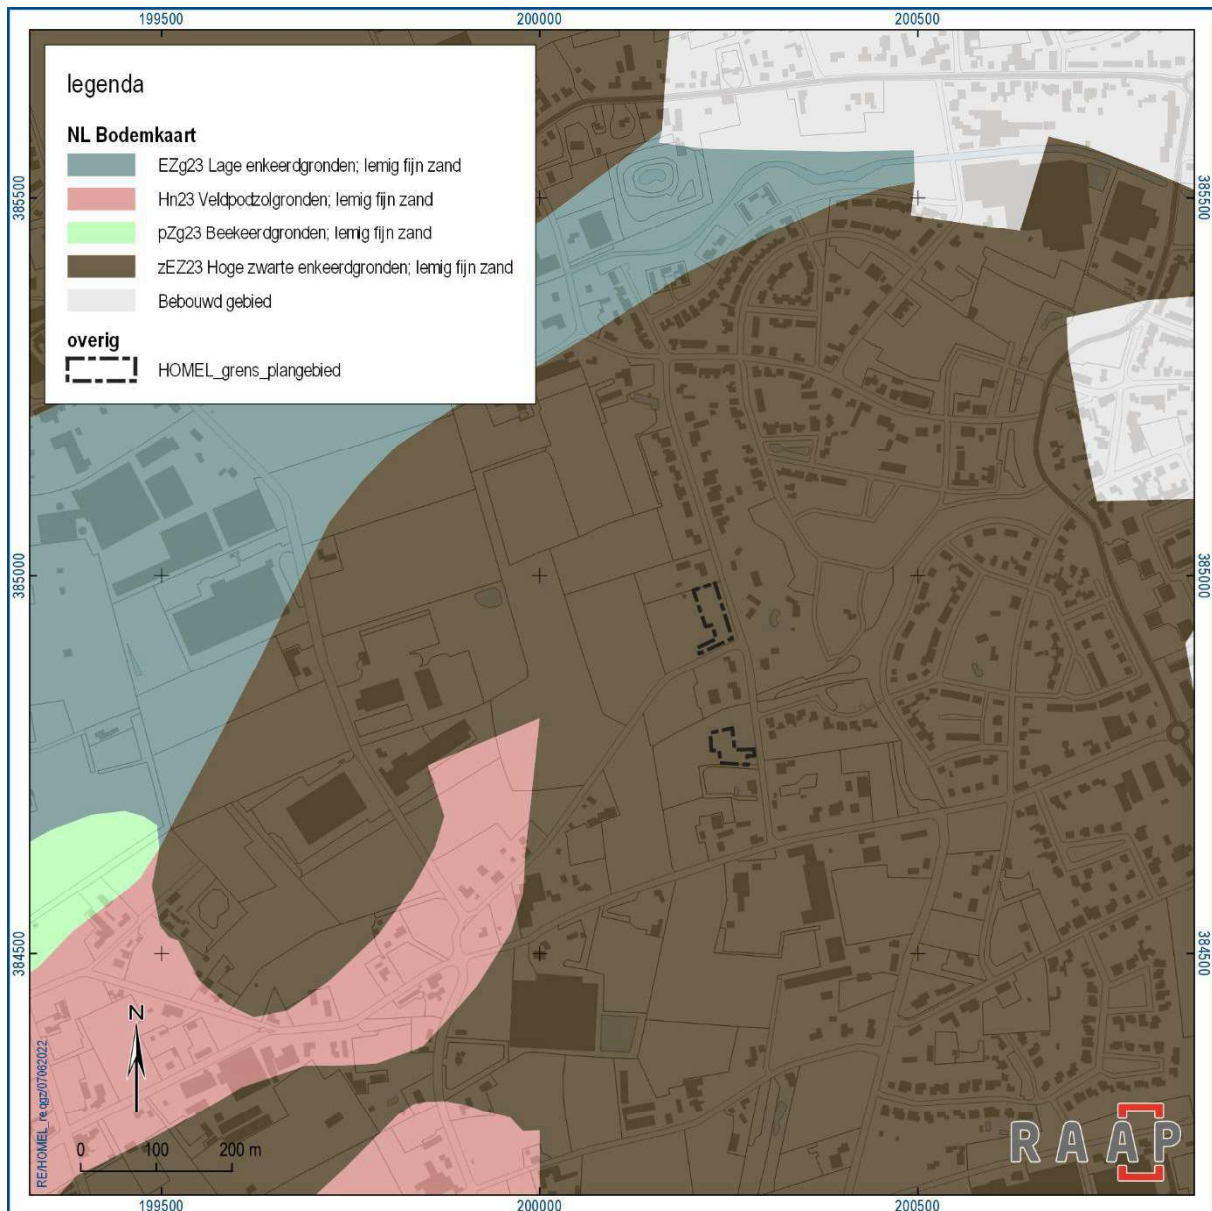 199500
200000
200500
legenda
NL Bodemkaart
EZg23 Lage enkeerdgronden; lemig fijn zand
Hn23 Veldpodzolgronden; lemig fijn zand
pZg23 Beekeerdgronden; lemig fijn zand
zEZ23 Hoge zwarte enkeerdgronden; lemig fijn zand
Bebouwd gebied
overig
HOMEL_grens_plangebied
385500
385500
385000
385000
384500
384500
N
0 100 200 m
RE/HOMEL_re.qgz/07062022
RAAP
199500
200000
200500